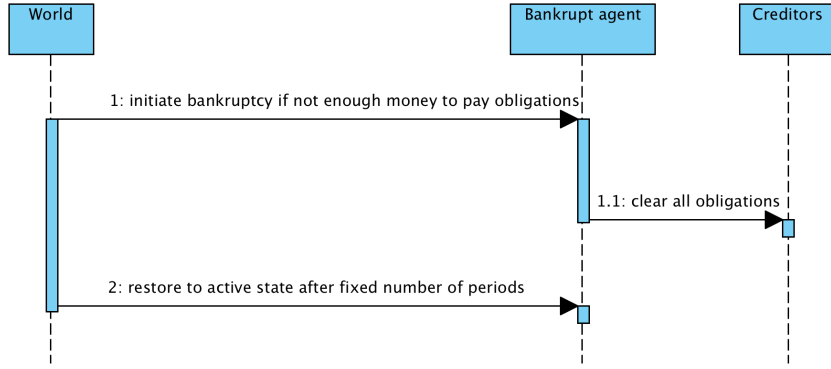 World
Bankrupt agent
Creditors
1: initiate bankruptcy if not enough money to pay obligations
1.1: clear all obligations
2: restore to active state after fixed number of periods